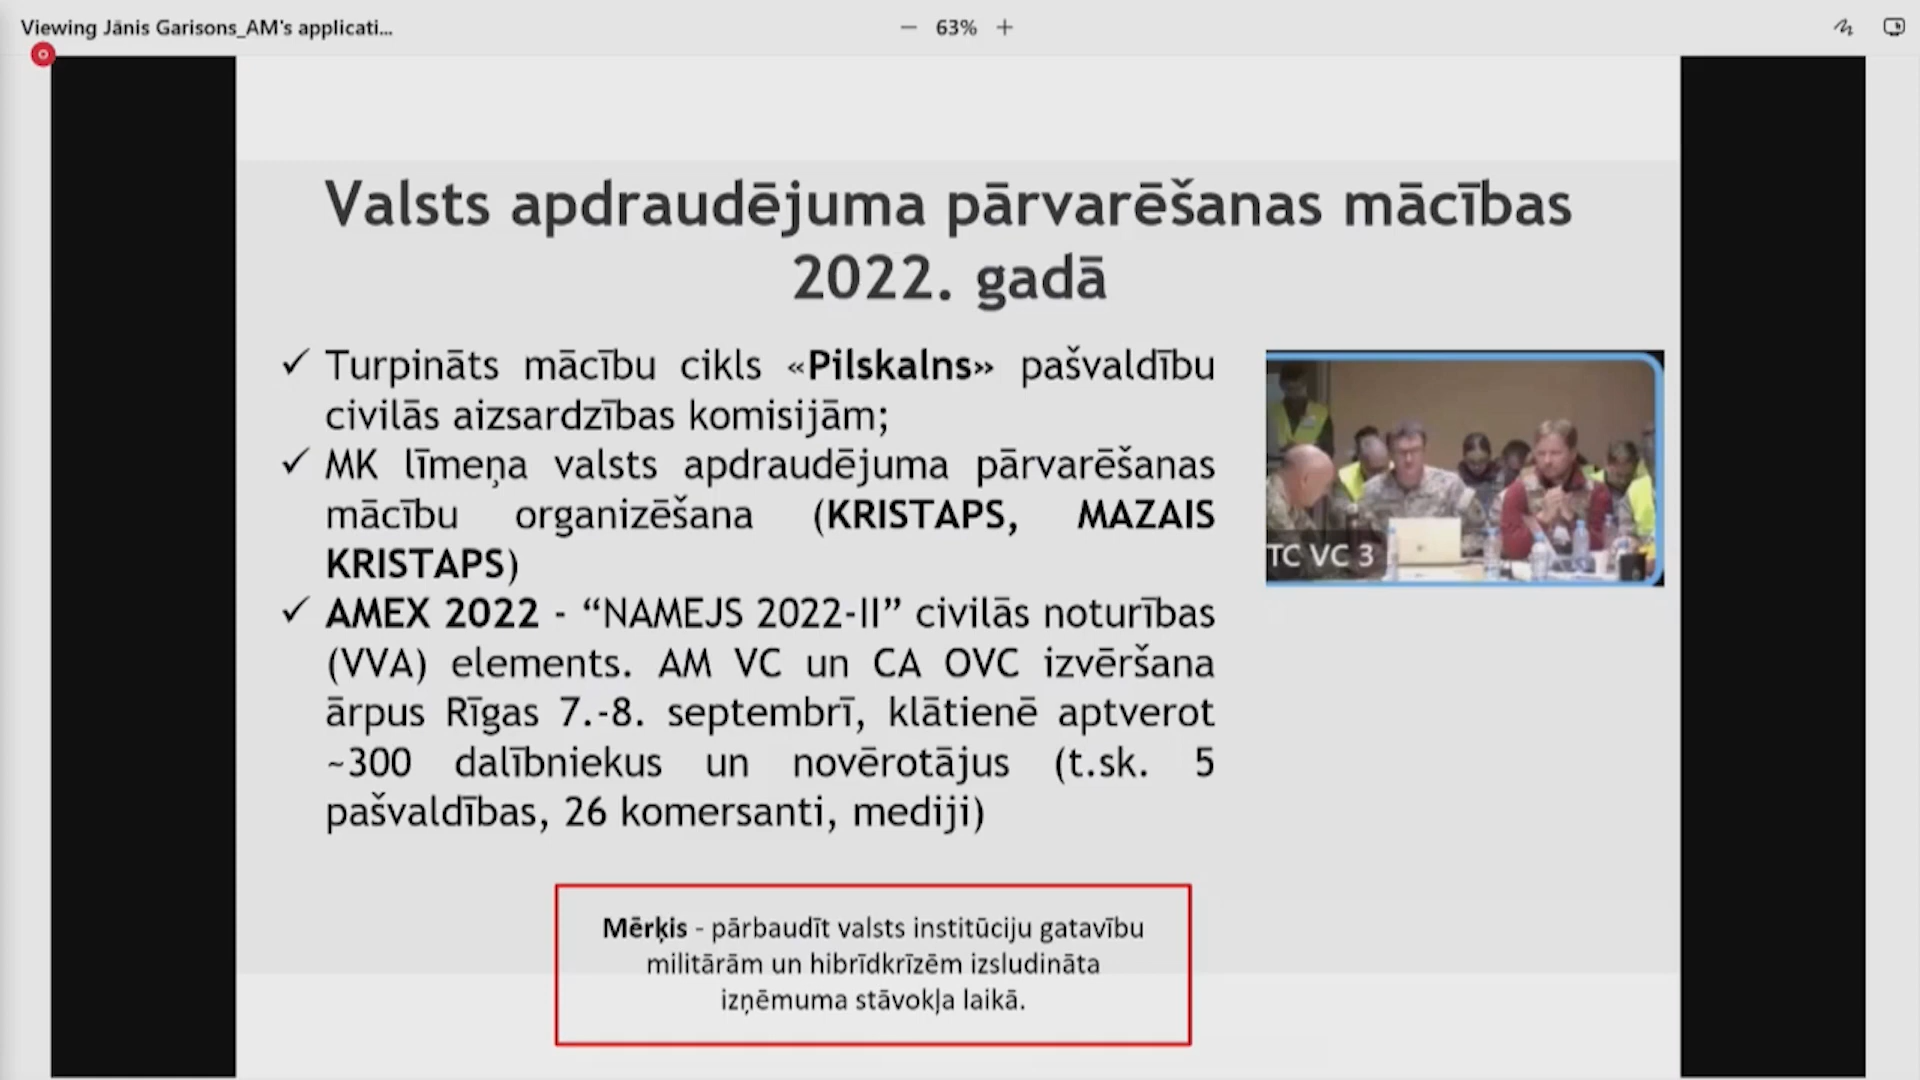 Viewing Jānis Garisons_AM's applicati...
63%
Valsts apdraudējuma pārvarēšanas mācības
2022. gadā
✓ Turpināts mācību cikls «Pilskalns» pašvaldību
civilās aizsardzības komisijām;
✓ MK līmeņa valsts apdraudējuma pārvarēšanas
mācību organizēšana (KRISTAPS, MAZAIS
KRISTAPS)
✓ AMEX 2022 - “NAMEJS 2022-II” civilās noturības
(VVA) elements. AM VC un CA OVC izvēršana
ārpus Rīgas 7.-8. septembrī, klātienē aptverot
~300 dalībniekus un novērotājus (t.sk. 5
pašvaldības, 26 komersanti, mediji)
TC VC 3
Mērķis - pārbaudīt valsts institūciju gatavību
militārām un hibrīdkrīzēm izsludināta
izņēmuma stāvokļa laikā.